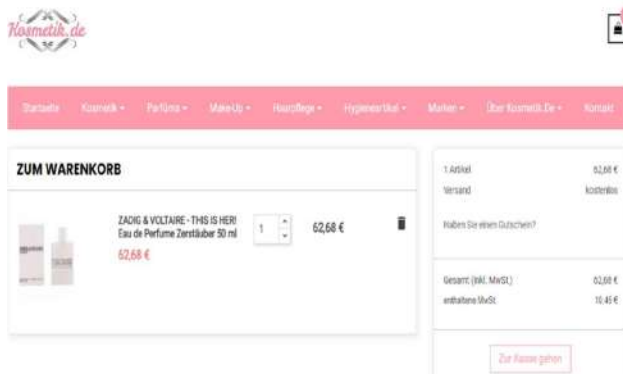 Kosmetik.de
Startseite Kosmetik Parfüms Make-Up Haarpflege Hygieneartikel Marken Über Kosmetik.De Kontakt
ZUM WARENKORB
ZADIG & VOLTAIRE - THIS IS HER!
Eau de Perfume Zerstäuber 50 ml
62,68 €
1
62,68 €
1 Artikel 62,68 €
Versand kostenlos
Haben Sie einen Gutschein?
Gesamt (inkl. MwSt.) 62,68 €
enthaltene MwSt. 10,45 €
Zur Kasse gehen